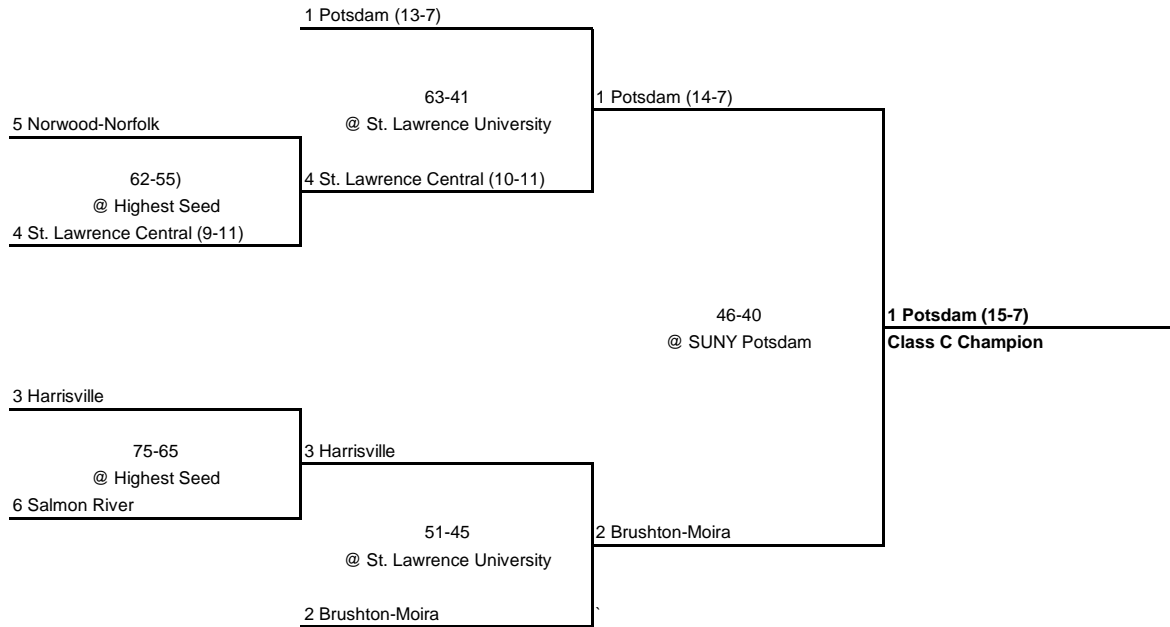 1 Potsdam (13-7)
63-41
@ St. Lawrence University
1 Potsdam (14-7)
5 Norwood-Norfolk
62-55)
@ Highest Seed
4 St. Lawrence Central (10-11)
4 St. Lawrence Central (9-11)
46-40
@ SUNY Potsdam
1 Potsdam (15-7)
Class C Champion
3 Harrisville
75-65
@ Highest Seed
3 Harrisville
6 Salmon River
51-45
@ St. Lawrence University
2 Brushton-Moira
2 Brushton-Moira
`